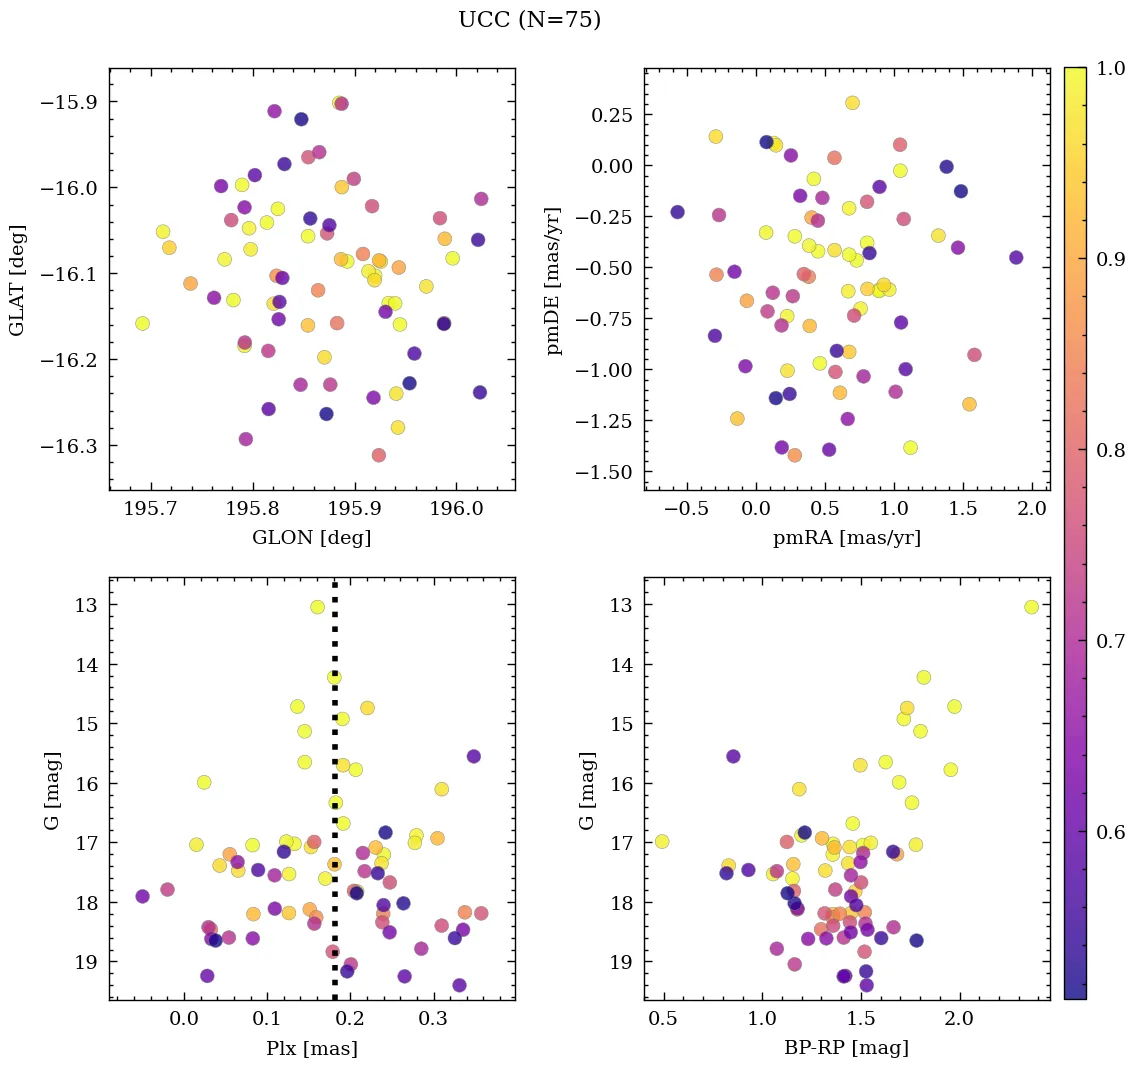 UCC (N=75)
−15.9
−16.0
−16.1
−16.2
−16.3
GLAT [deg]
195.7 195.8 195.9 196.0
GLON [deg]
0.25
0.00
−0.25
−0.50
−0.75
−1.00
−1.25
−1.50
pmDE [mas/yr]
−0.5 0.0 0.5 1.0 1.5 2.0
pmRA [mas/yr]
13
14
15
16
17
18
19
G [mag]
0.0 0.1 0.2 0.3
Plx [mas]
13
14
15
16
17
18
19
G [mag]
0.5 1.0 1.5 2.0
BP-RP [mag]
1.0
0.9
0.8
0.7
0.6